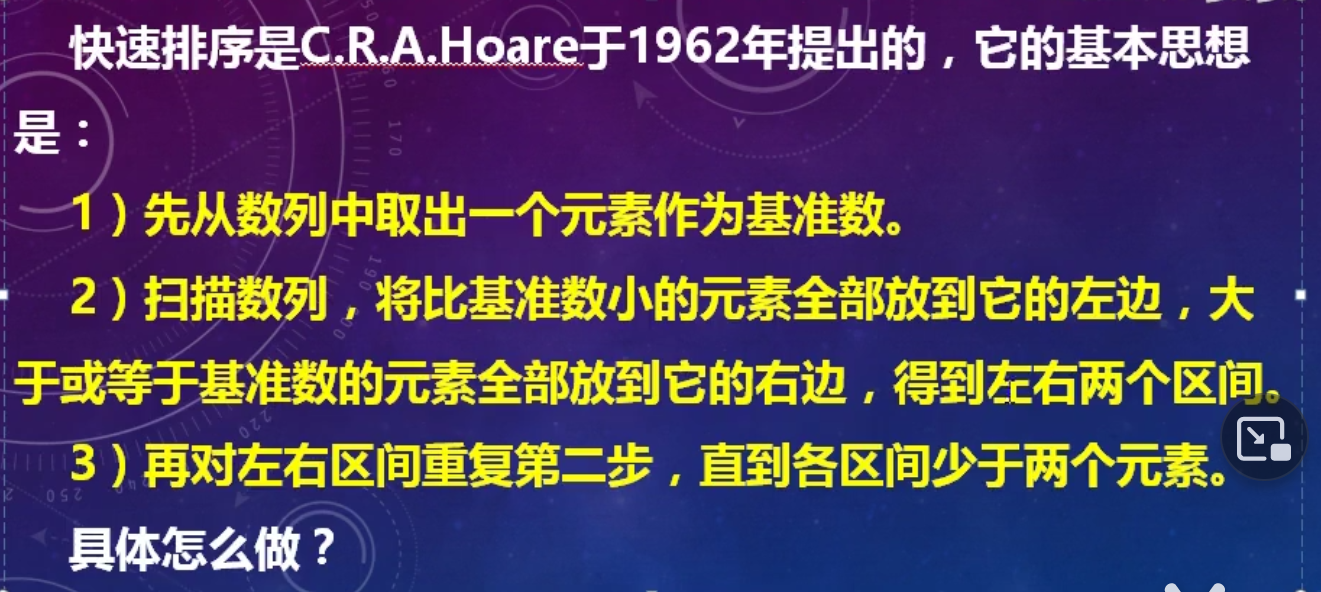 快速排序是C.R.A.Hoare于1962年提出的，它的基本思想
是：
1）先从数列中取出一个元素作为基准数。
2）扫描数列，将比基准数小的元素全部放到它的左边，大
于或等于基准数的元素全部放到它的右边，得到左右两个区间。
3）再对左右区间重复第二步，直到各区间少于两个元素。
具体怎么做？
170
190
220
240
250